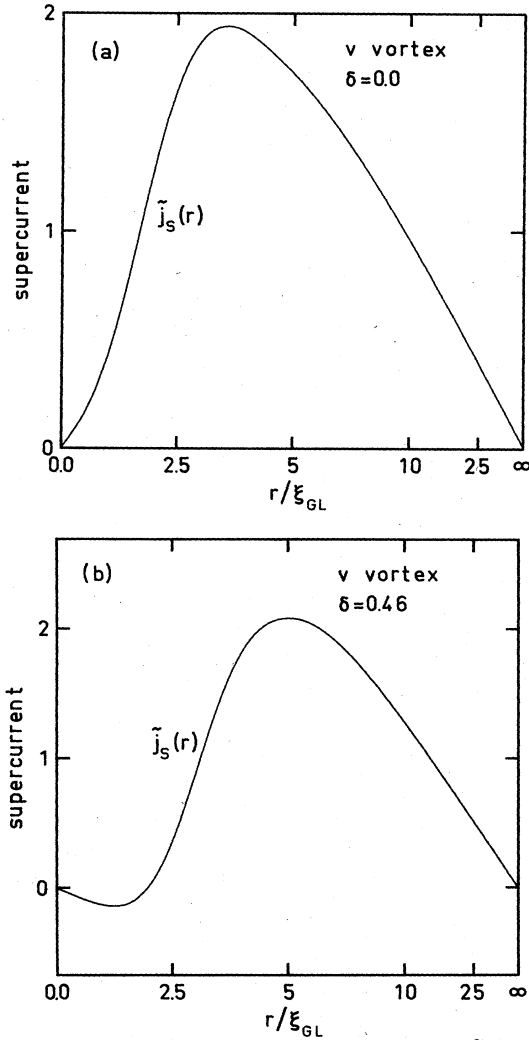 2
(a)
v vortex
δ=0.0
supercurrent
j̃s(r)
1
0
0.0 2.5 5 10 25 ∞
r/ξGL
(b)
v vortex
δ=0.46
2
supercurrent
j̃s(r)
1
0
0.0 2.5 5 10 25 ∞
r/ξGL